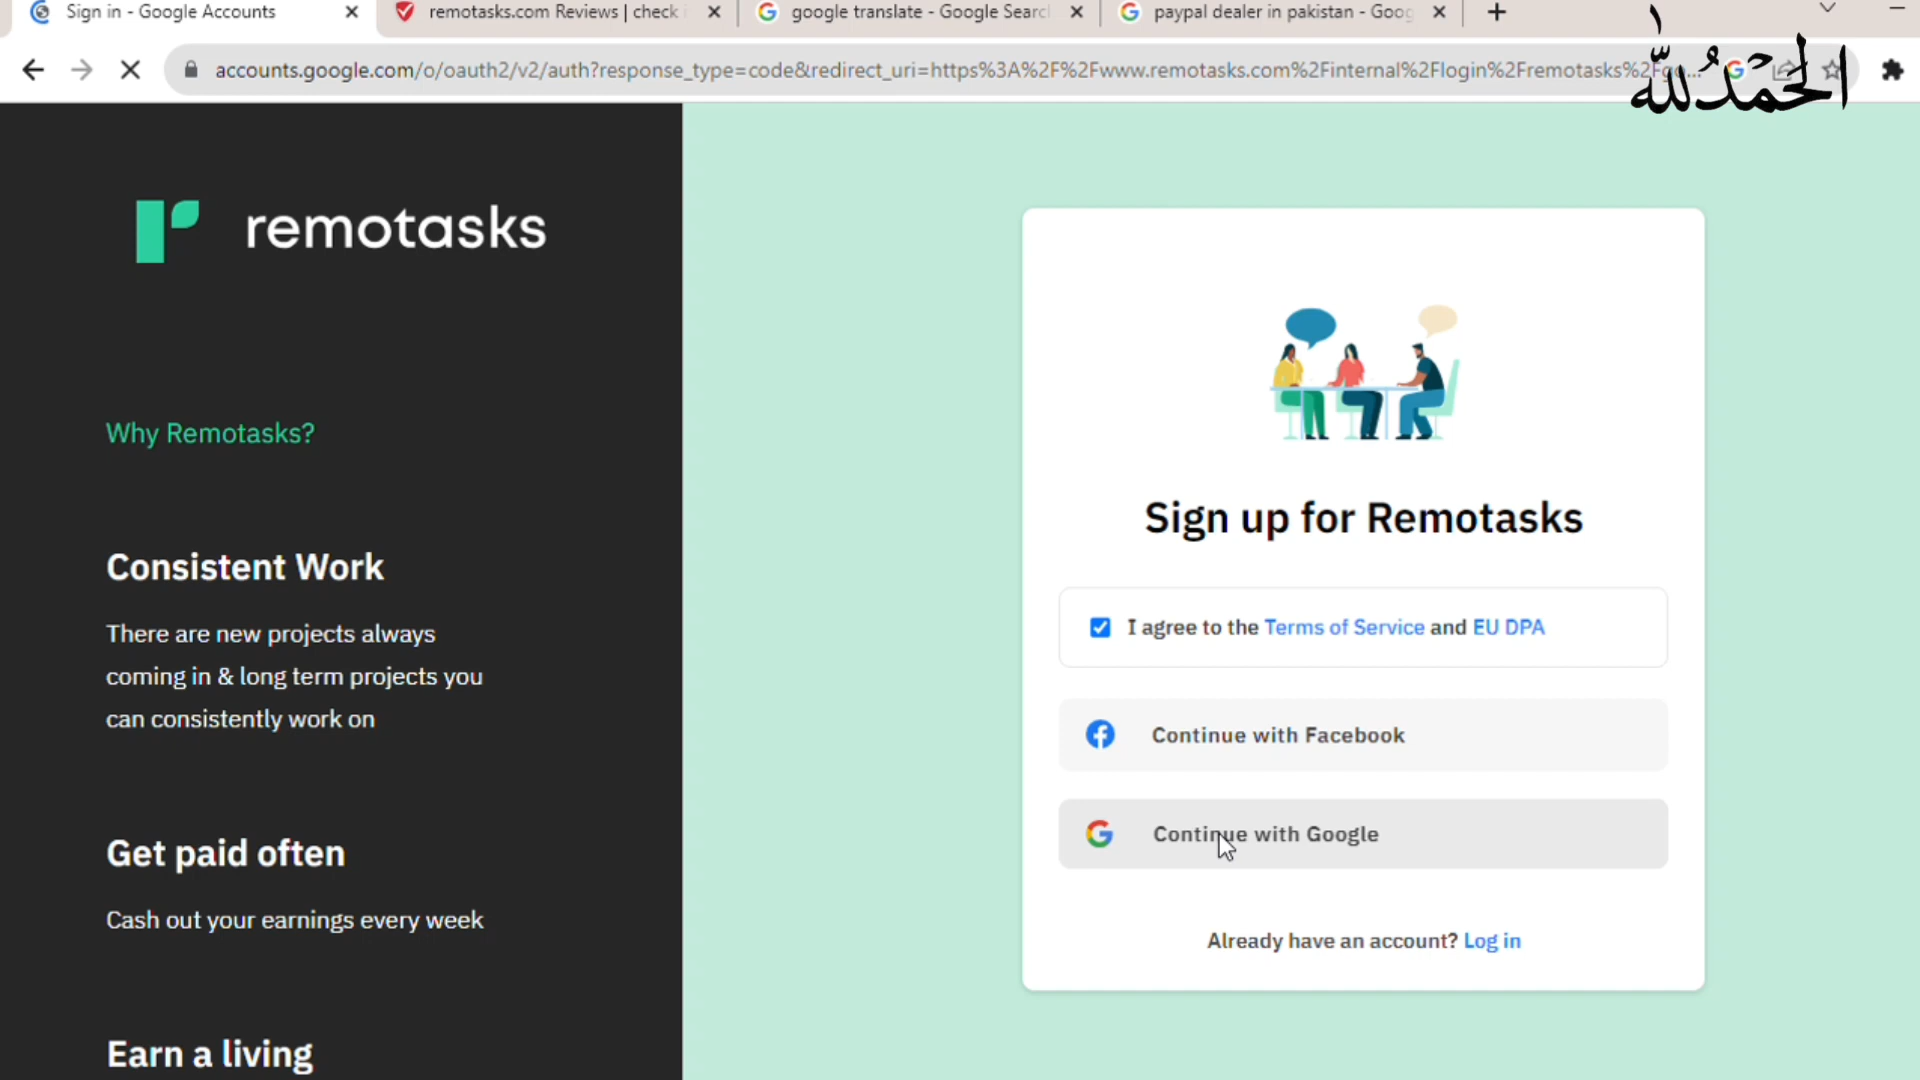 Sign in - Google Accounts
remotasks.com Reviews | check
google translate - Google Searc
paypal dealer in pakistan - Goog
accounts.google.com/o/oauth2/v2/auth?response_type=code&redirect_uri=https%3A%2F%2Fwww.remotasks.com%2Finternal%2Flogin%2Fremotasks%2Fgo...
الْحَمْدُ لِلّٰه
remotasks
Why Remotasks?
Consistent Work
There are new projects always
coming in & long term projects you
can consistently work on
Get paid often
Cash out your earnings every week
Earn a living
Sign up for Remotasks
I agree to the Terms of Service and EU DPA
Continue with Facebook
Continue with Google
Already have an account? Log in